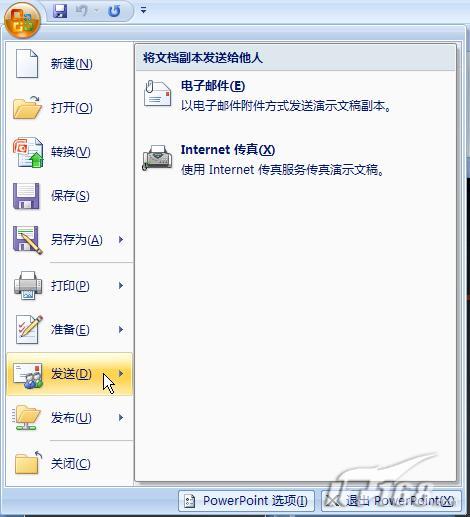 新建(N)
打开(O)
转换(V)
保存(S)
另存为(A)
打印(P)
准备(E)
发送(D)
发布(U)
关闭(C)
将文档副本发送给他人
电子邮件(E)
以电子邮件附件方式发送演示文稿副本。
Internet 传真(X)
使用 Internet 传真服务传真演示文稿。
PowerPoint 选项(I)
退出 PowerPoint(X)
IT168